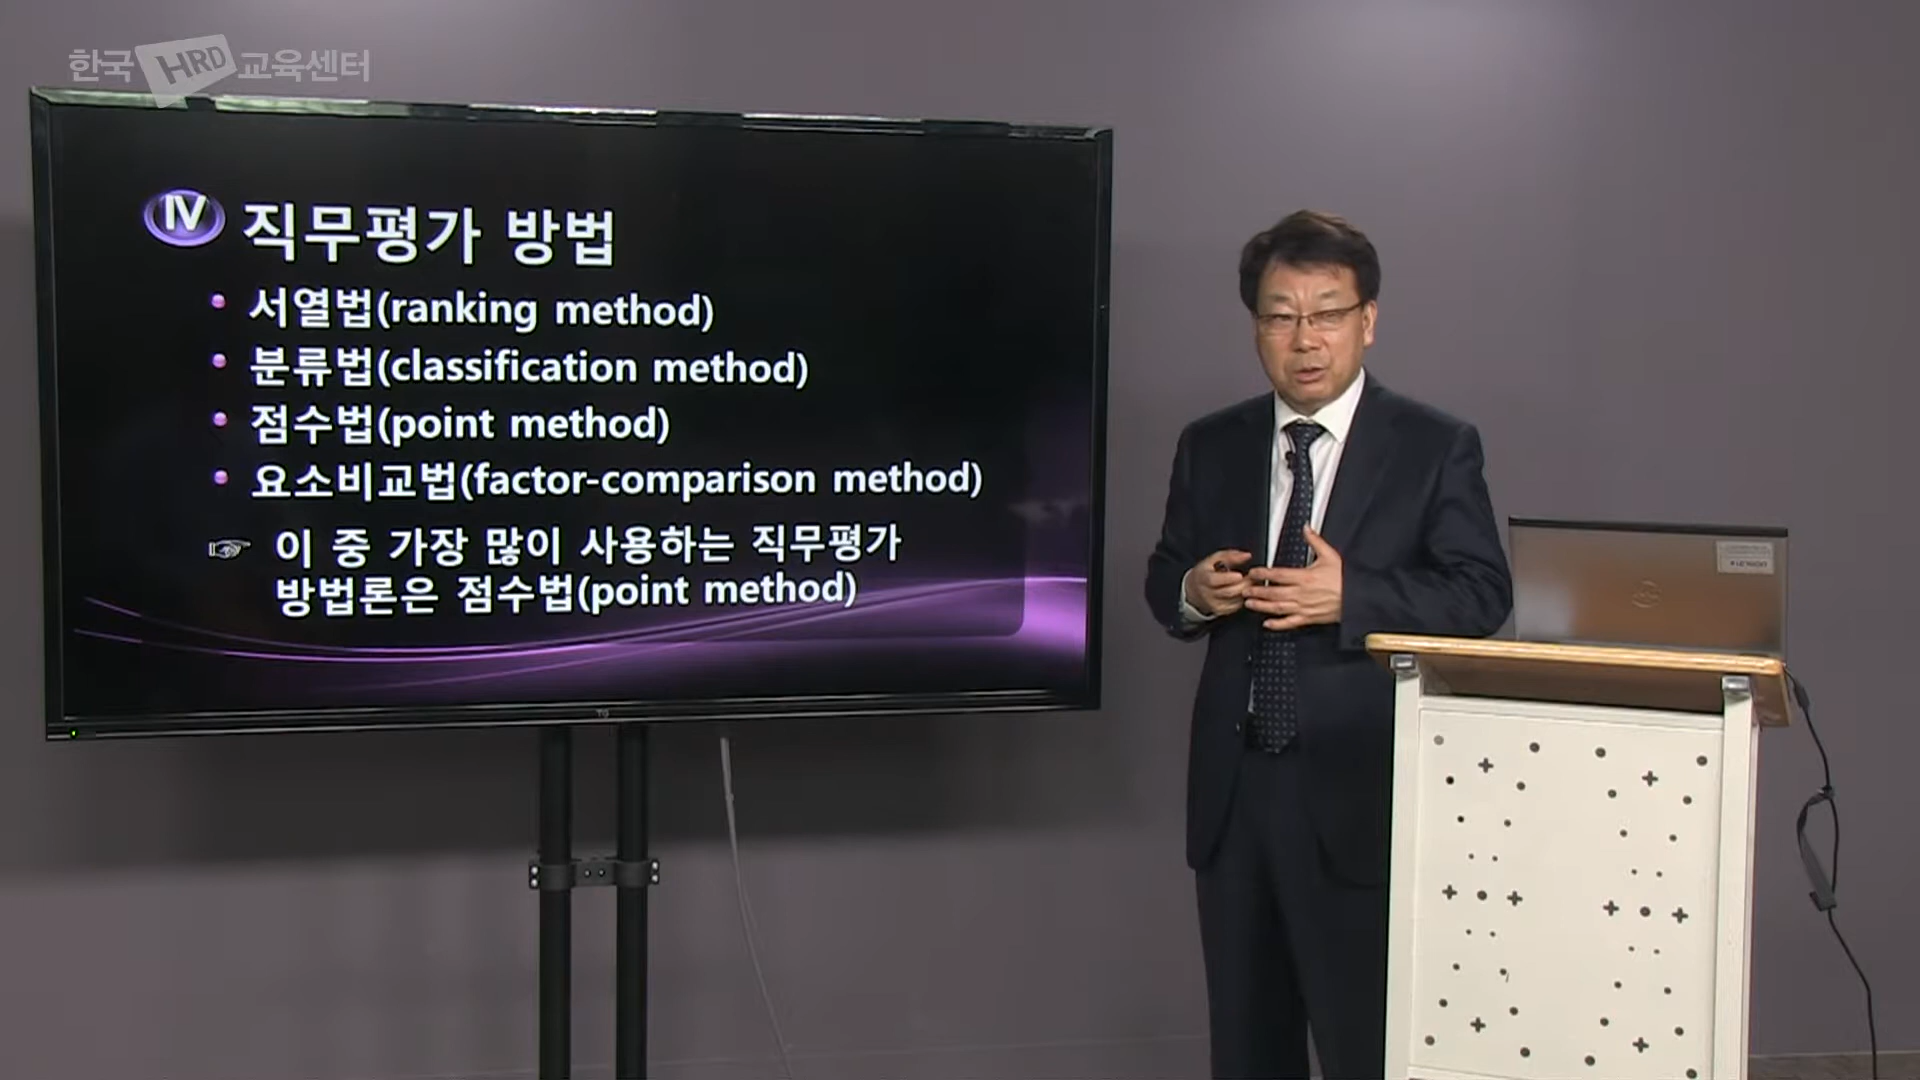 한국 HRD 교육센터
Ⅳ 직무평가 방법
• 서열법(ranking method)
• 분류법(classification method)
• 점수법(point method)
• 요소비교법(factor-comparison method)
☞ 이 중 가장 많이 사용하는 직무평가
방법론은 점수법(point method)